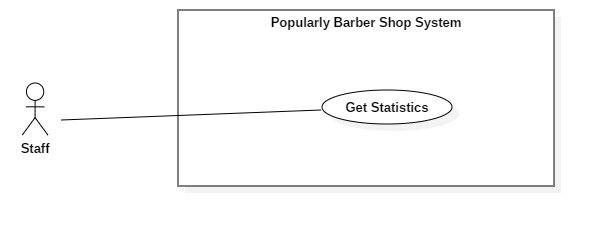 Popularly Barber Shop System
Get Statistics
Staff